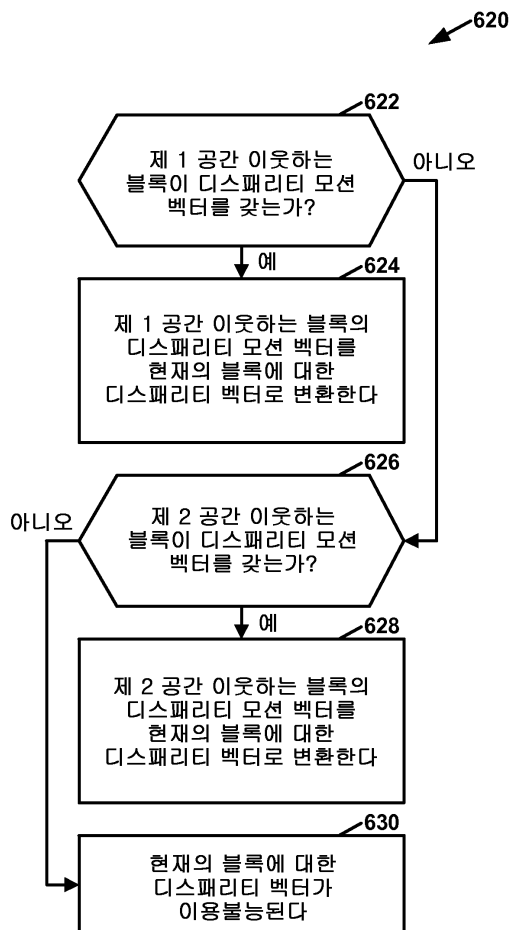 620
622
제 1 공간 이웃하는
블록이 디스패리티 모션
벡터를 갖는가?
아니오
예
624
제 1 공간 이웃하는 블록의
디스패리티 모션 벡터를
현재의 블록에 대한
디스패리티 벡터로 변환한다
626
아니오
제 2 공간 이웃하는
블록이 디스패리티 모션
벡터를 갖는가?
예
628
제 2 공간 이웃하는 블록의
디스패리티 모션 벡터를
현재의 블록에 대한
디스패리티 벡터로 변환한다
630
현재의 블록에 대한
디스패리티 벡터가
이용불능된다